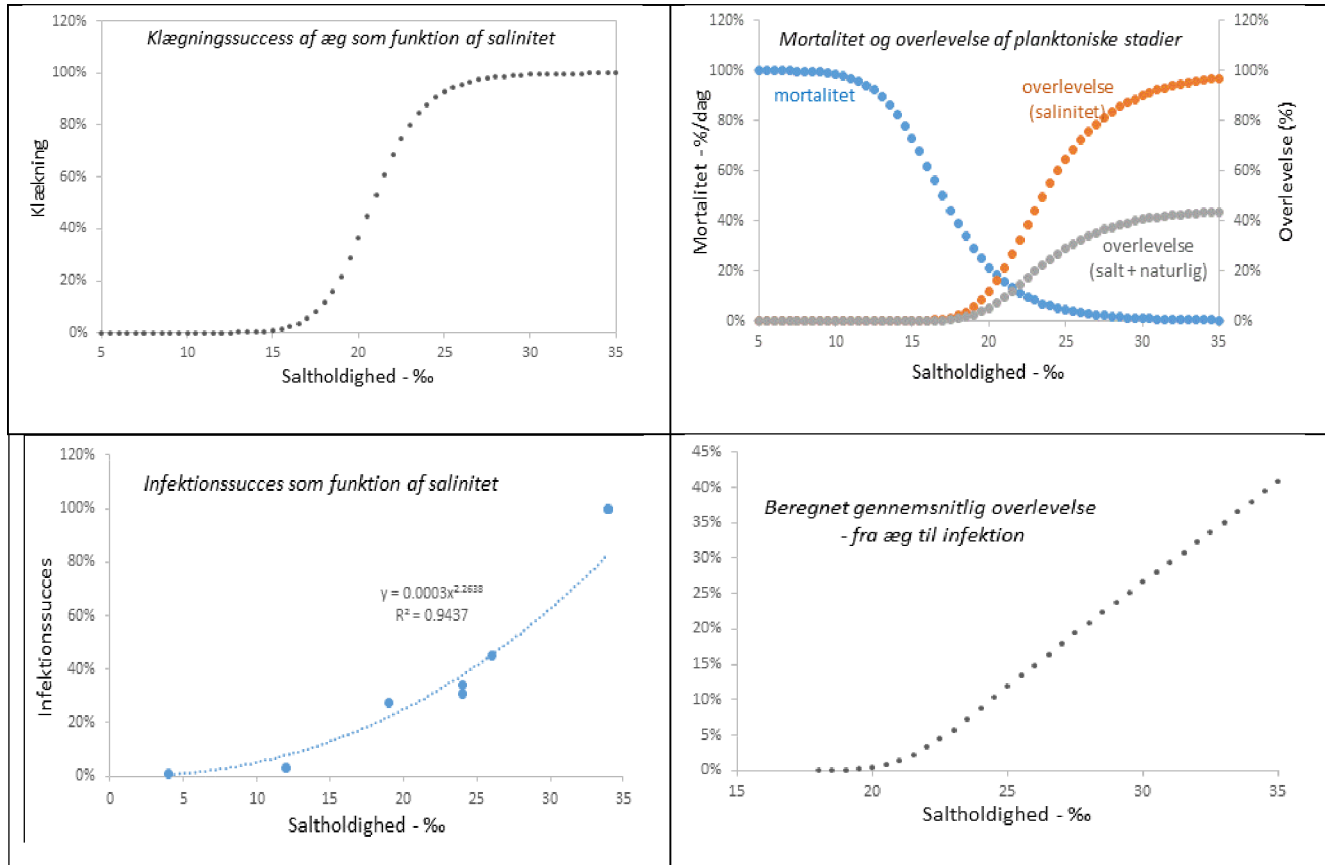 Klægningssuccess af æg som funktion af salinitet
120%
100%
80%
60%
40%
20%
0%
Klækning
5 10 15 20 25 30 35
Saltholdighed - ‰
Mortalitet og overlevelse af planktoniske stadier
120%
100%
80%
60%
40%
20%
0%
Mortalitet - %/dag
mortalitet
overlevelse
(salinitet)
overlevelse
(salt + naturlig)
120%
100%
80%
60%
40%
20%
0%
Overlevelse (%)
5 10 15 20 25 30 35
Saltholdighed - ‰
Infektionssucces som funktion af salinitet
120%
100%
80%
60%
40%
20%
0%
Infektionssucces
y = 0.0003x^2.2638
R² = 0.9437
0 5 10 15 20 25 30 35
Saltholdighed - ‰
Beregnet gennemsnitlig overlevelse
- fra æg til infektion
45%
40%
35%
30%
25%
20%
15%
10%
5%
0%
15 20 25 30 35
Saltholdighed - ‰